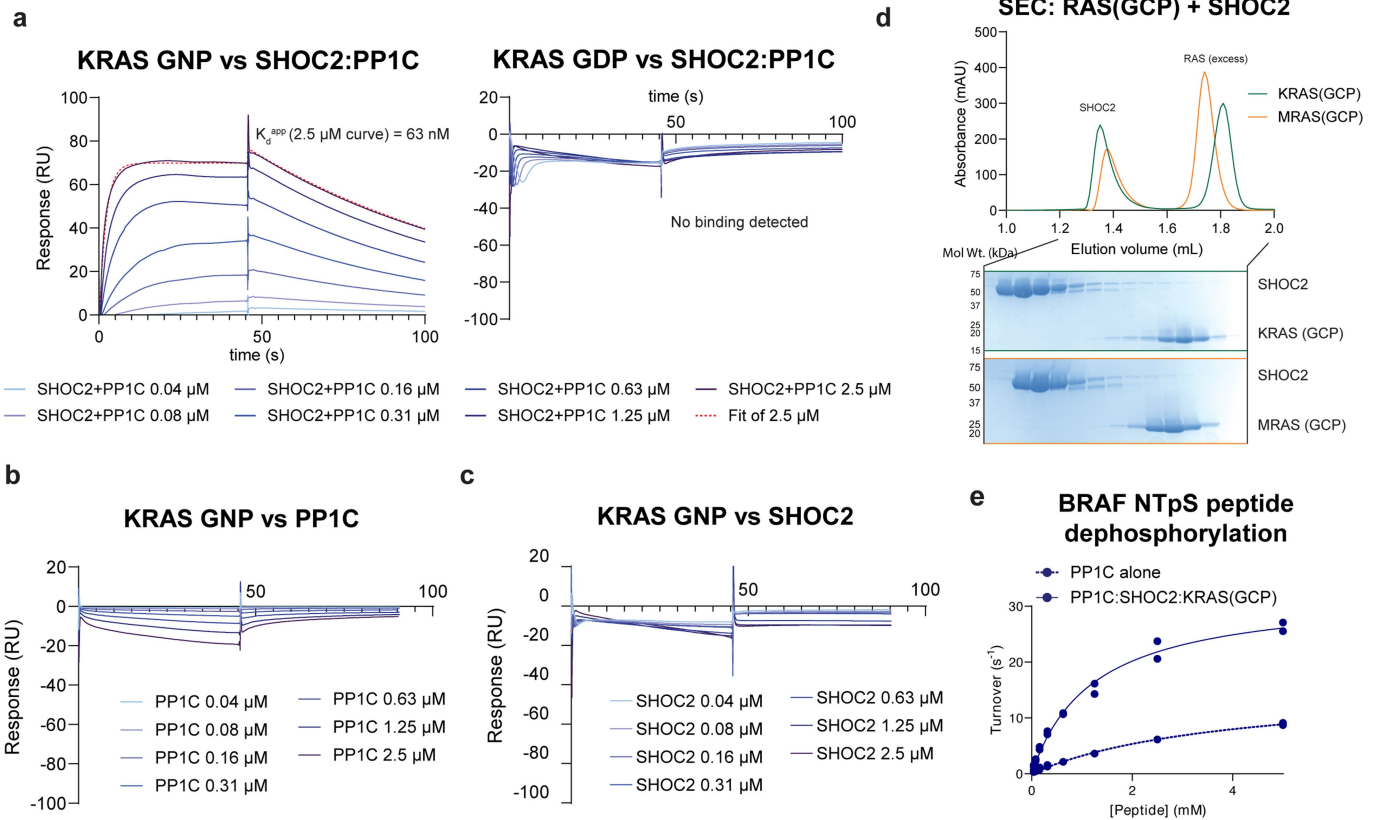 a
KRAS GNP vs SHOC2:PP1C
KRAS GDP vs SHOC2:PP1C
Response (RU)
100
80
60
40
20
0
0
50
100
time (s)
K_d^app (2.5 µM curve) = 63 nM
20
0
-20
-40
-60
-80
-100
time (s)
50
100
No binding detected
SHOC2+PP1C 0.04 µM
SHOC2+PP1C 0.16 µM
SHOC2+PP1C 0.63 µM
SHOC2+PP1C 2.5 µM
SHOC2+PP1C 0.08 µM
SHOC2+PP1C 0.31 µM
SHOC2+PP1C 1.25 µM
Fit of 2.5 µM
d
SEC: RAS(GCP) + SHOC2
Absorbance (mAU)
500
400
300
200
100
0
1.0
1.2
1.4
1.6
1.8
2.0
Elution volume (mL)
SHOC2
RAS (excess)
KRAS(GCP)
MRAS(GCP)
Mol Wt. (kDa)
75
50
37
25
20
15
SHOC2
KRAS (GCP)
75
50
37
25
20
SHOC2
MRAS (GCP)
b
KRAS GNP vs PP1C
Response (RU)
20
0
-20
-40
-60
-80
-100
50
100
PP1C 0.04 µM
PP1C 0.08 µM
PP1C 0.16 µM
PP1C 0.31 µM
PP1C 0.63 µM
PP1C 1.25 µM
PP1C 2.5 µM
c
KRAS GNP vs SHOC2
Response (RU)
20
0
-20
-40
-60
-80
-100
50
100
SHOC2 0.04 µM
SHOC2 0.08 µM
SHOC2 0.16 µM
SHOC2 0.31 µM
SHOC2 0.63 µM
SHOC2 1.25 µM
SHOC2 2.5 µM
e
BRAF NTpS peptide
dephosphorylation
PP1C alone
PP1C:SHOC2:KRAS(GCP)
Turnover (s⁻¹)
30
20
10
0
0
2
4
[Peptide] (mM)